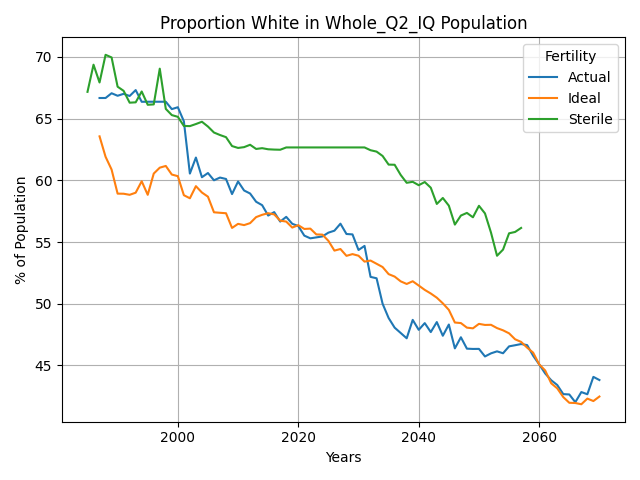 Proportion White in Whole_Q2_IQ Population
Fertility
Actual
Ideal
Sterile
% of Population
70
65
60
55
50
45
2000
2020
2040
2060
Years